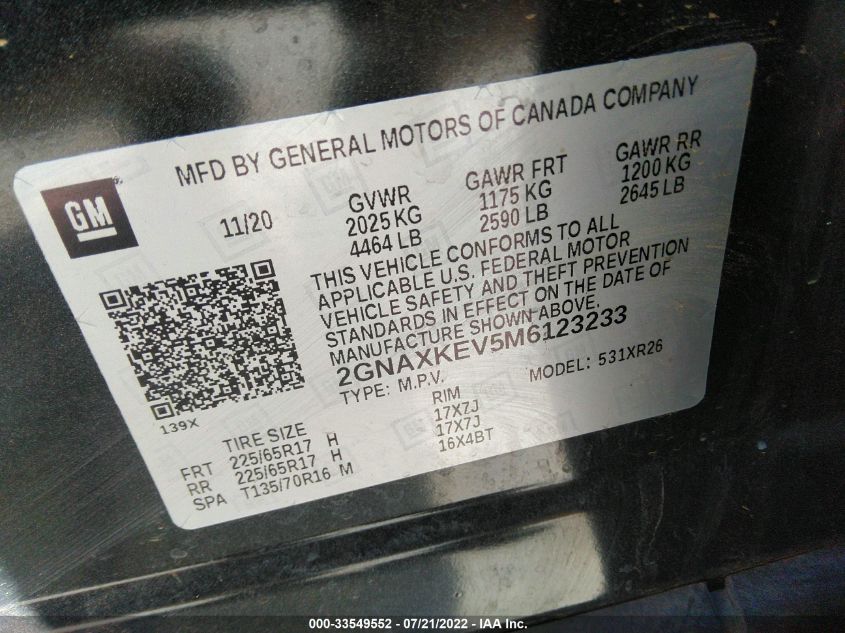 MFD BY GENERAL MOTORS OF CANADA COMPANY
GM ®
11/20
GVWR
2025 KG
4464 LB
GAWR FRT
1175 KG
2590 LB
GAWR RR
1200 KG
2645 LB
THIS VEHICLE CONFORMS TO ALL
APPLICABLE U.S. FEDERAL MOTOR
VEHICLE SAFETY AND THEFT PREVENTION
STANDARDS IN EFFECT ON THE DATE OF
MANUFACTURE SHOWN ABOVE.
2GNAXKEV5M6123233
TYPE: M.P.V. MODEL: 531XR26
139X
TIRE SIZE RIM
FRT 225/65R17 H 17X7J
RR 225/65R17 H 17X7J
SPA T135/70R16 M 16X4BT
000-33549552 / 07/21/2022 - IAA Inc.